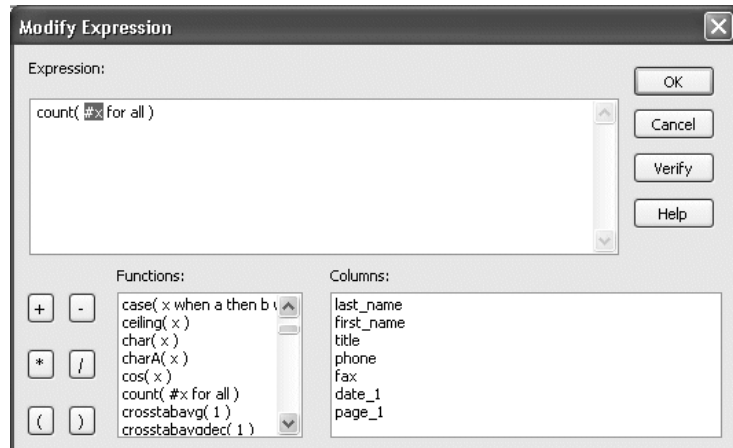 Modify Expression
Expression:
OK
count( #x for all )
Cancel
Verify
Help
Functions:
Columns:
+ -
case( x when a then b
last_name
ceiling( x )
first_name
char( x )
title
* /
charA( x )
phone
cos( x )
fax
count( #x for all )
date_1
crosstabavg( 1 )
page_1
( )
crosstabavgdec( 1 )